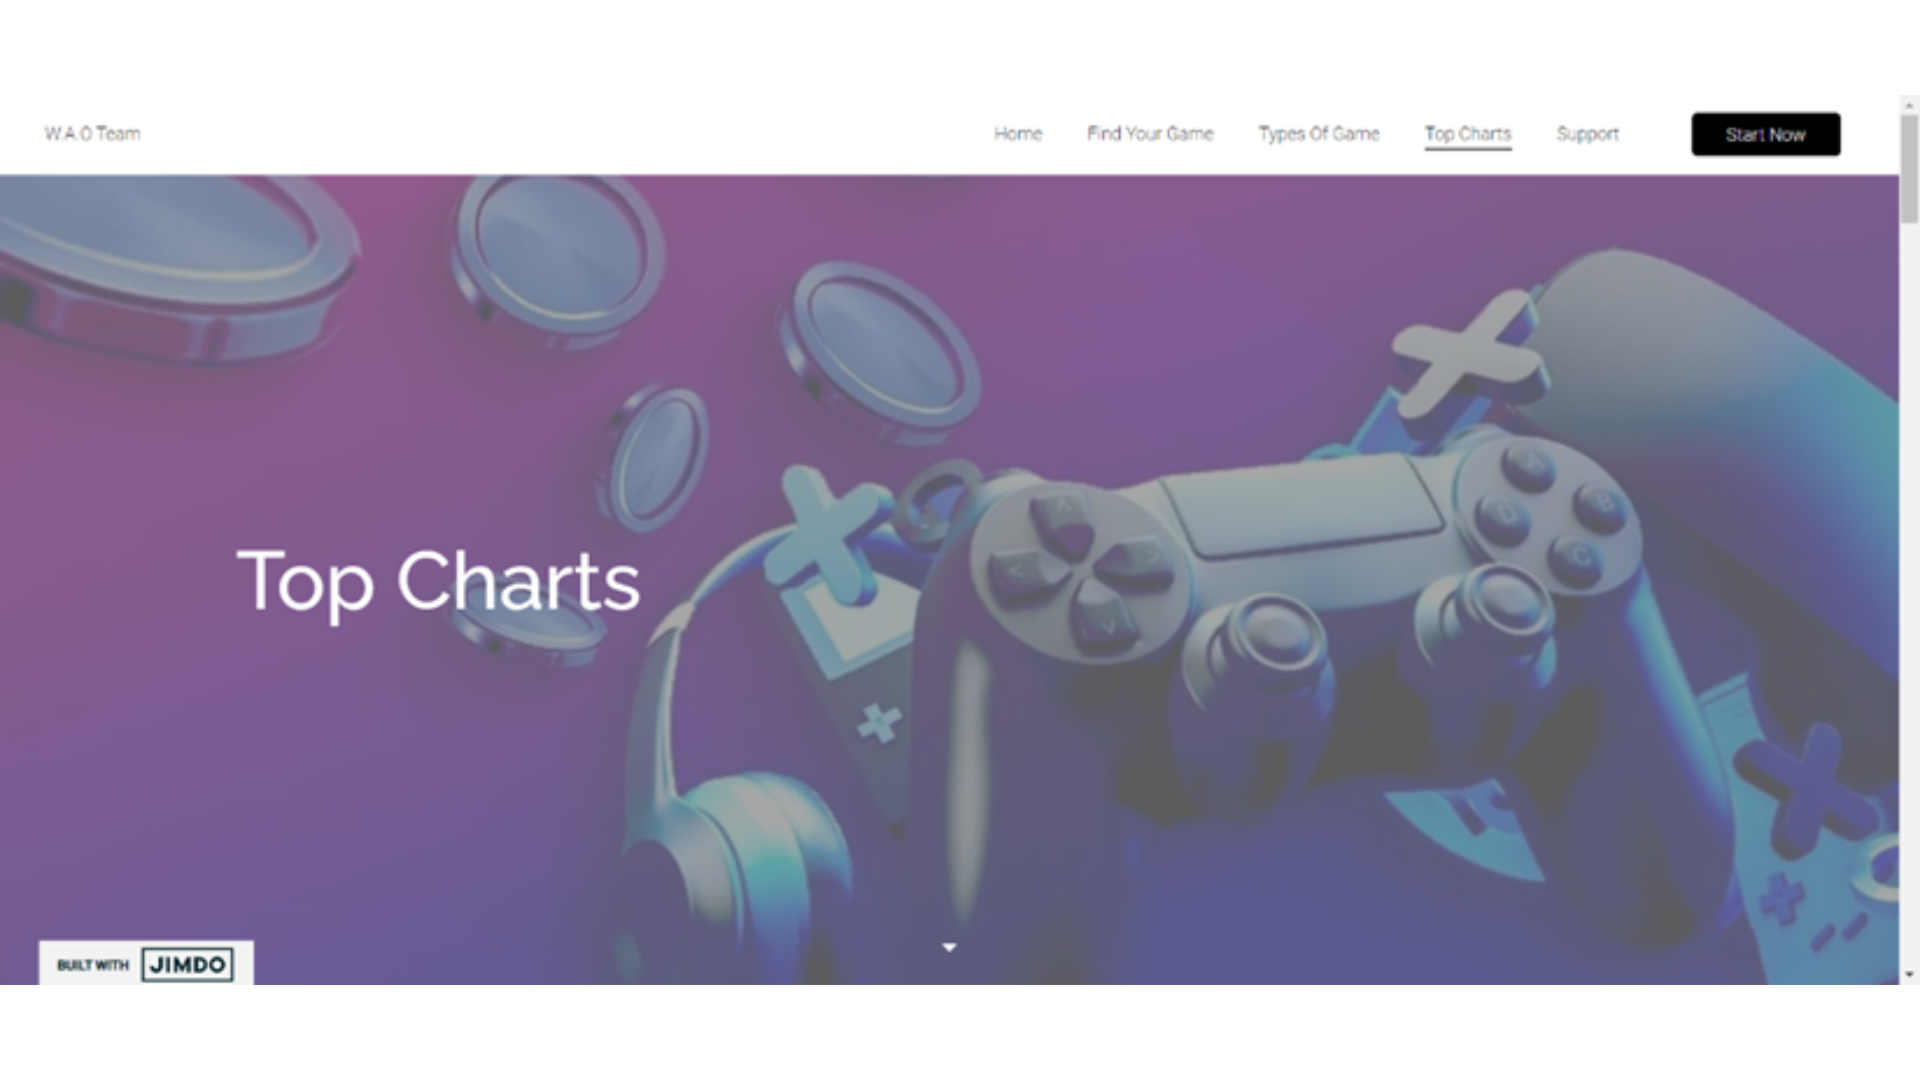 W.A.O Team
Home Find Your Game Types Of Game Top Charts Support Start Now
Top Charts
A
B
C
D
BUILT WITH JIMDO